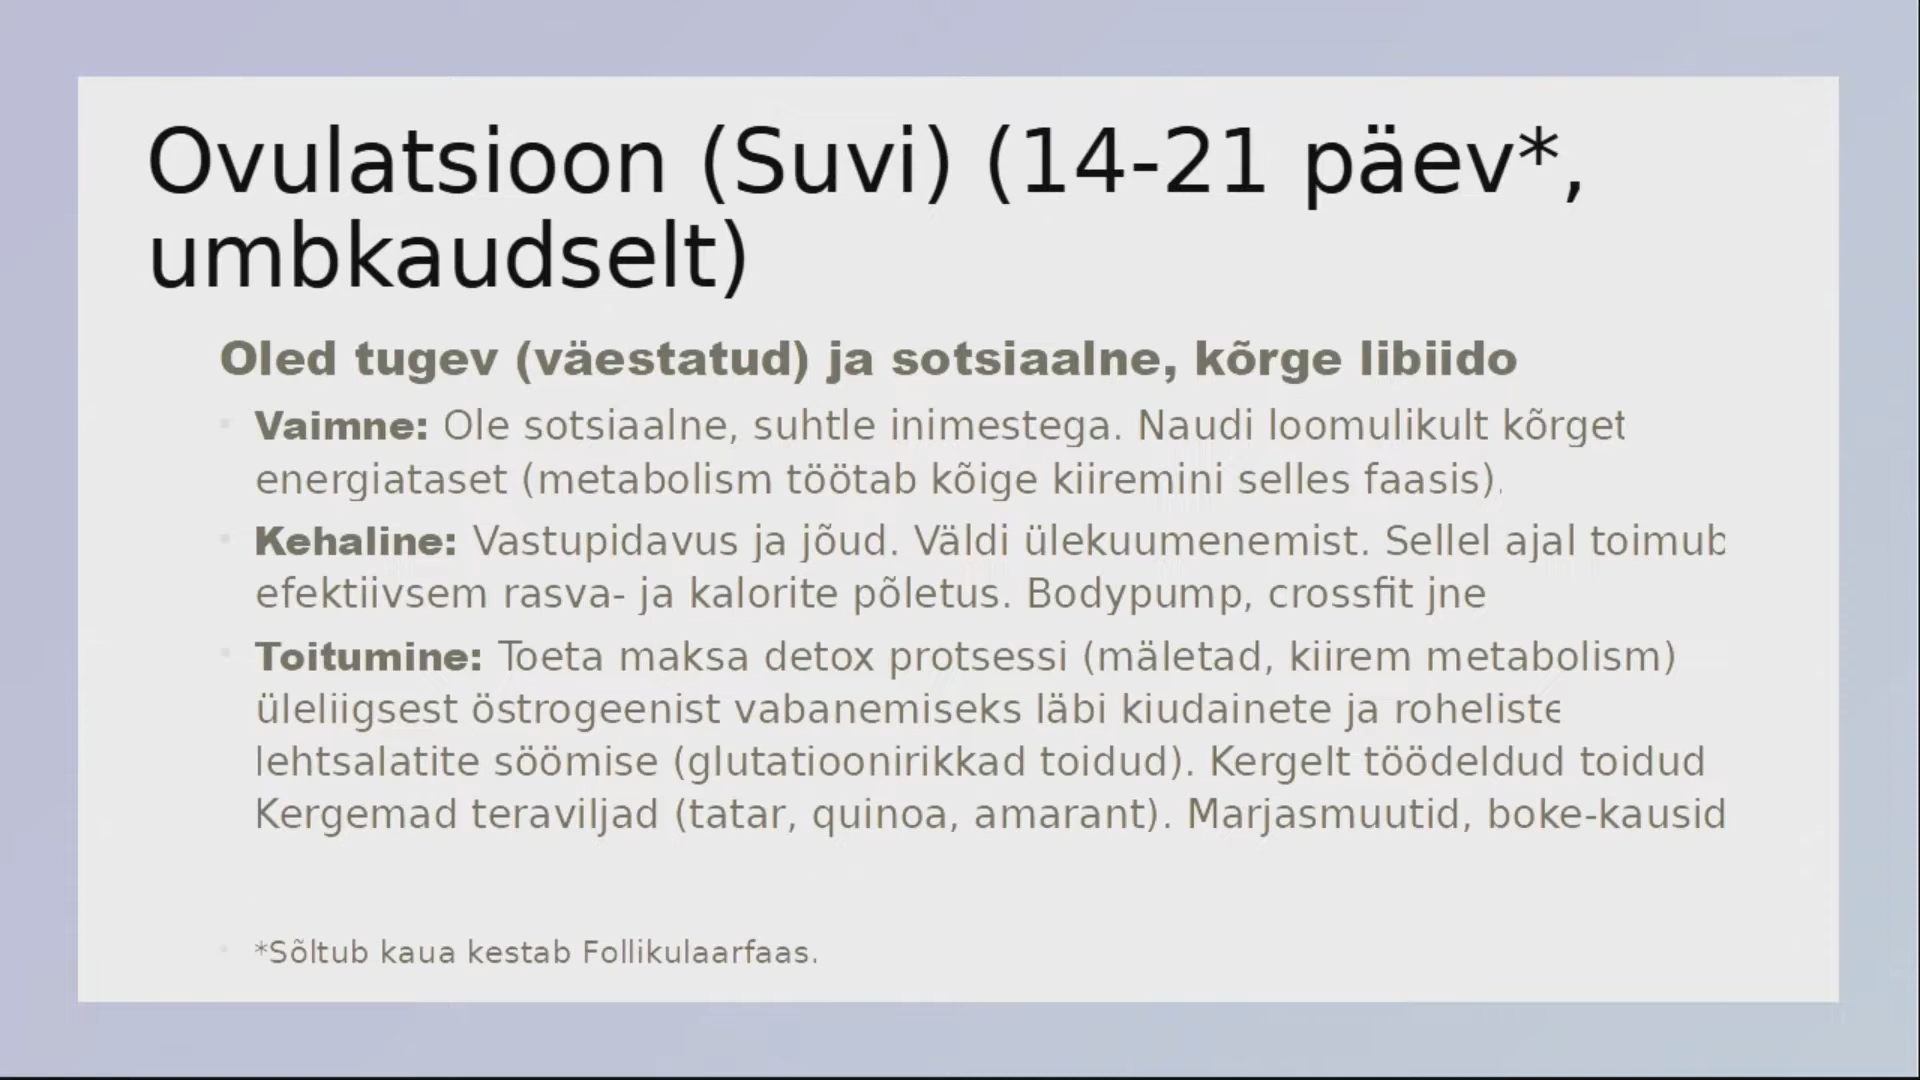 Ovulatsioon (Suvi) (14-21 päev*,
umbkaudselt)
Oled tugev (väestatud) ja sotsiaalne, kõrge libiido
Vaimne: Ole sotsiaalne, suhtle inimestega. Naudi loomulikult kõrget
energiataset (metabolism töötab kõige kiiremini selles faasis).
Kehaline: Vastupidavus ja jõud. Väldi ülekuumenemist. Sellel ajal toimub
efektiivsem rasva- ja kalorite põletus. Bodypump, crossfit jne
Toitumine: Toeta maksa detox protsessi (mäletad, kiirem metabolism)
üleliigsest östrogeenist vabanemiseks läbi kiudainete ja roheliste
lehtsalatite söömise (glutatioonirikkad toidud). Kergelt töödeldud toidud
Kergemad teraviljad (tatar, quinoa, amarant). Marjasmuutid, boke-kausid
*Sõltub kaua kestab Follikulaarfaas.